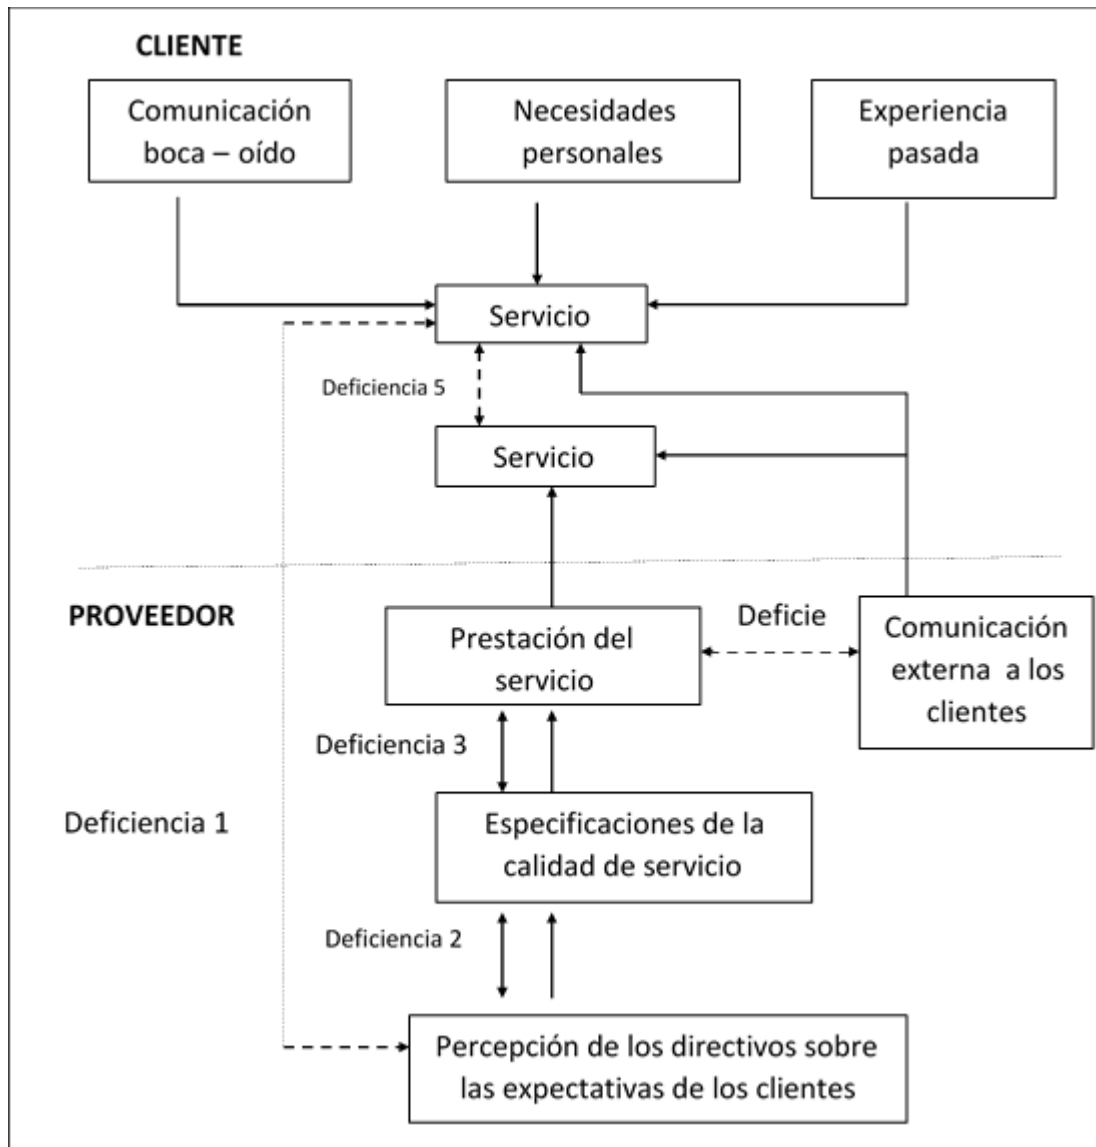 CLIENTE
Comunicación
boca – oído
Necesidades
personales
Experiencia
pasada
Servicio
Deficiencia 5
Servicio
PROVEEDOR
Prestación del
servicio
Deficie
Comunicación
externa a los
clientes
Deficiencia 3
Deficiencia 1
Especificaciones de la
calidad de servicio
Deficiencia 2
Percepción de los directivos sobre
las expectativas de los clientes